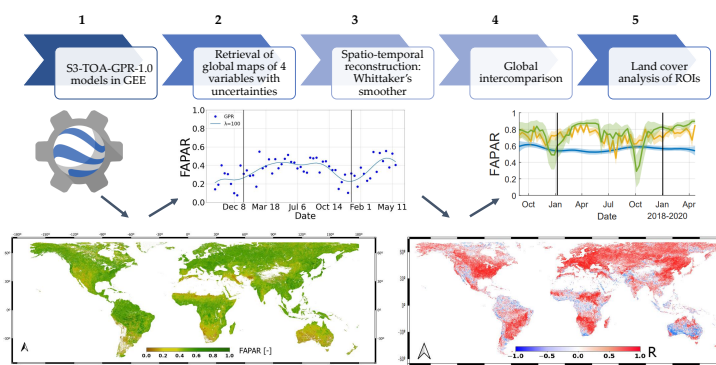 1
2
3
4
5
S3-TOA-GPR-1.0
models in GEE
Retrieval of
global maps of 4
variables with
uncertainties
Spatio-temporal
reconstruction:
Whittaker's
smoother
Global
intercomparison
Land cover
analysis of ROIs
FAPAR
1.0
0.8
0.6
0.4
0.2
0.0
GPR
λ=100
Dec 8 Mar 18 Jul 6 Oct 14 Feb 1 May 11
Date
FAPAR
1
0.8
0.6
0.4
0.2
0
Oct Jan Apr Jul Oct Jan Apr
Date 2018-2020
FAPAR [-]
0.0 0.2 0.4 0.6 0.8 1.0
-1.0 -0.5 0.0 0.5 1.0 R